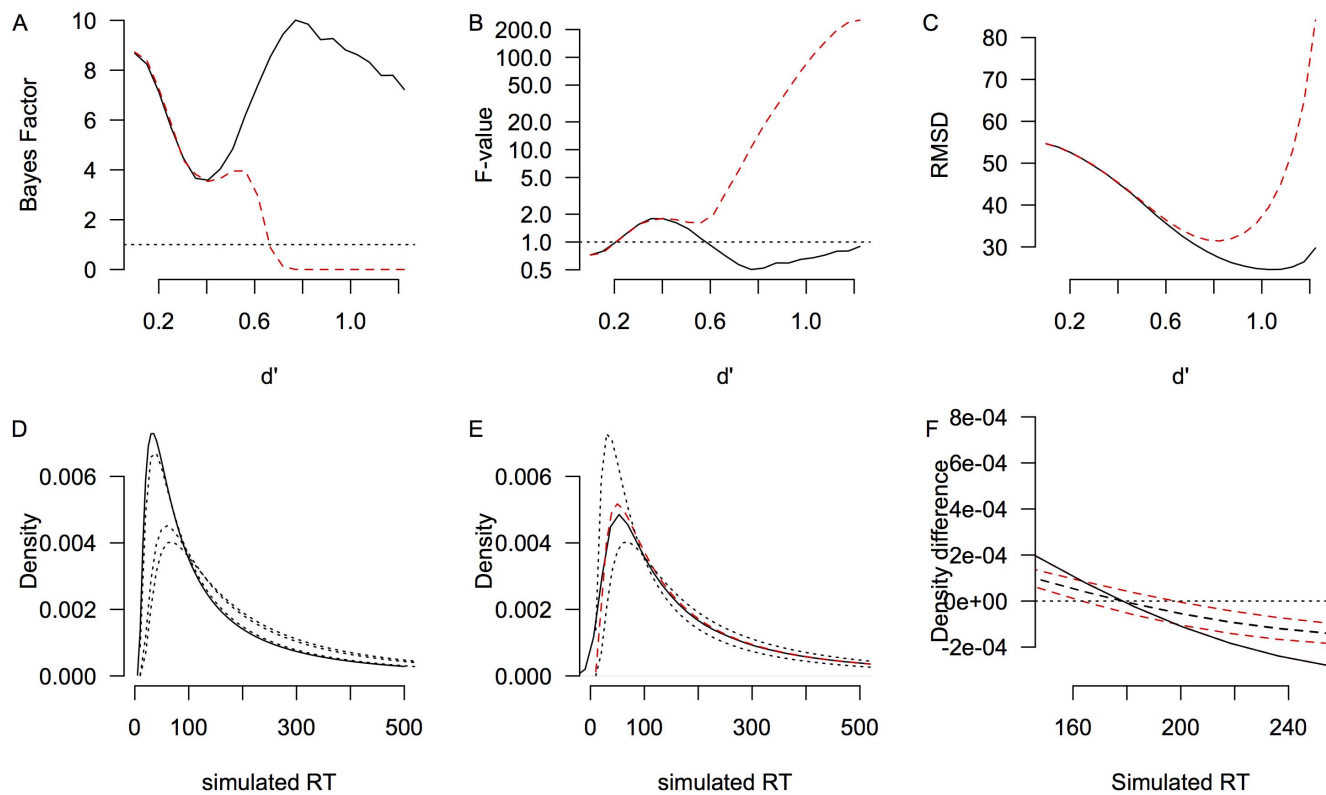 A
Bayes Factor
10
8
6
4
2
0
0.2 0.6 1.0
d'
B
F-value
200.0
100.0
50.0
20.0
10.0
5.0
2.0
1.0
0.5
0.2 0.6 1.0
d'
C
RMSD
80
70
60
50
40
30
0.2 0.6 1.0
d'
D
Density
0.006
0.004
0.002
0.000
0 100 300 500
simulated RT
E
Density
0.006
0.004
0.002
0.000
0 100 300 500
simulated RT
F
Density difference
8e-04
6e-04
4e-04
2e-04
0e+00
-2e-04
160 200 240
Simulated RT